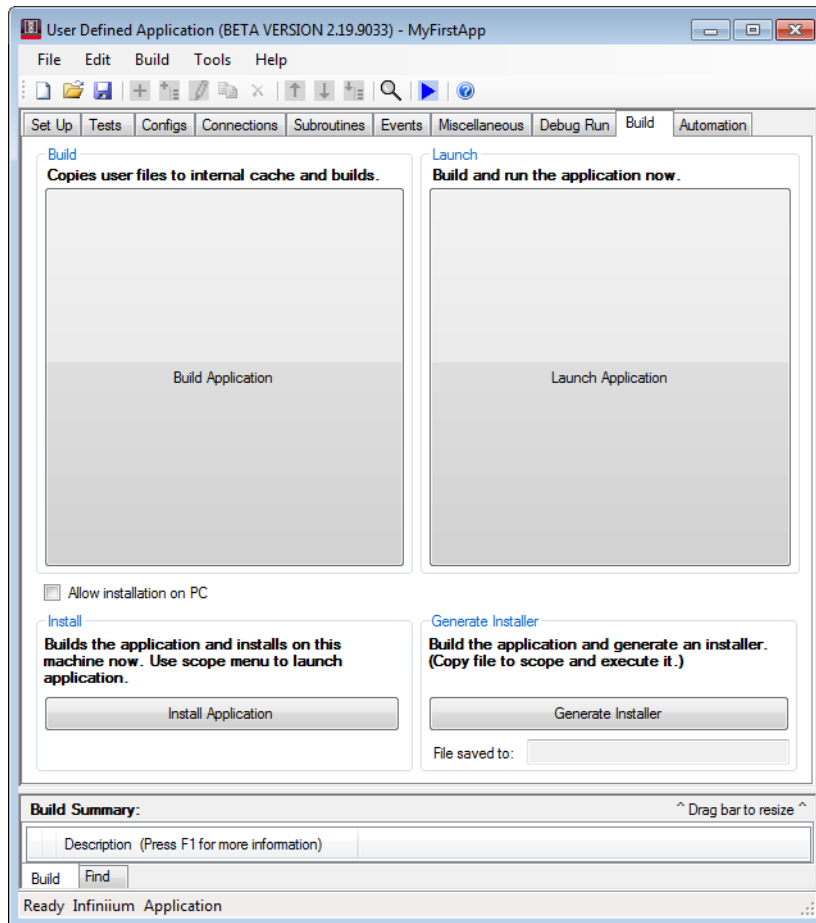 User Defined Application (BETA VERSION 2.19.9033) - MyFirstApp
File Edit Build Tools Help
Set Up Tests Configs Connections Subroutines Events Miscellaneous Debug Run Build Automation
Build
Copies user files to internal cache and builds.
Build Application
Launch
Build and run the application now.
Launch Application
Allow installation on PC
Install
Builds the application and installs on this
machine now. Use scope menu to launch
application.
Install Application
Generate Installer
Build the application and generate an installer.
(Copy file to scope and execute it.)
Generate Installer
File saved to:
Build Summary:
^ Drag bar to resize ^
Description (Press F1 for more information)
Build Find
Ready Infiniium Application